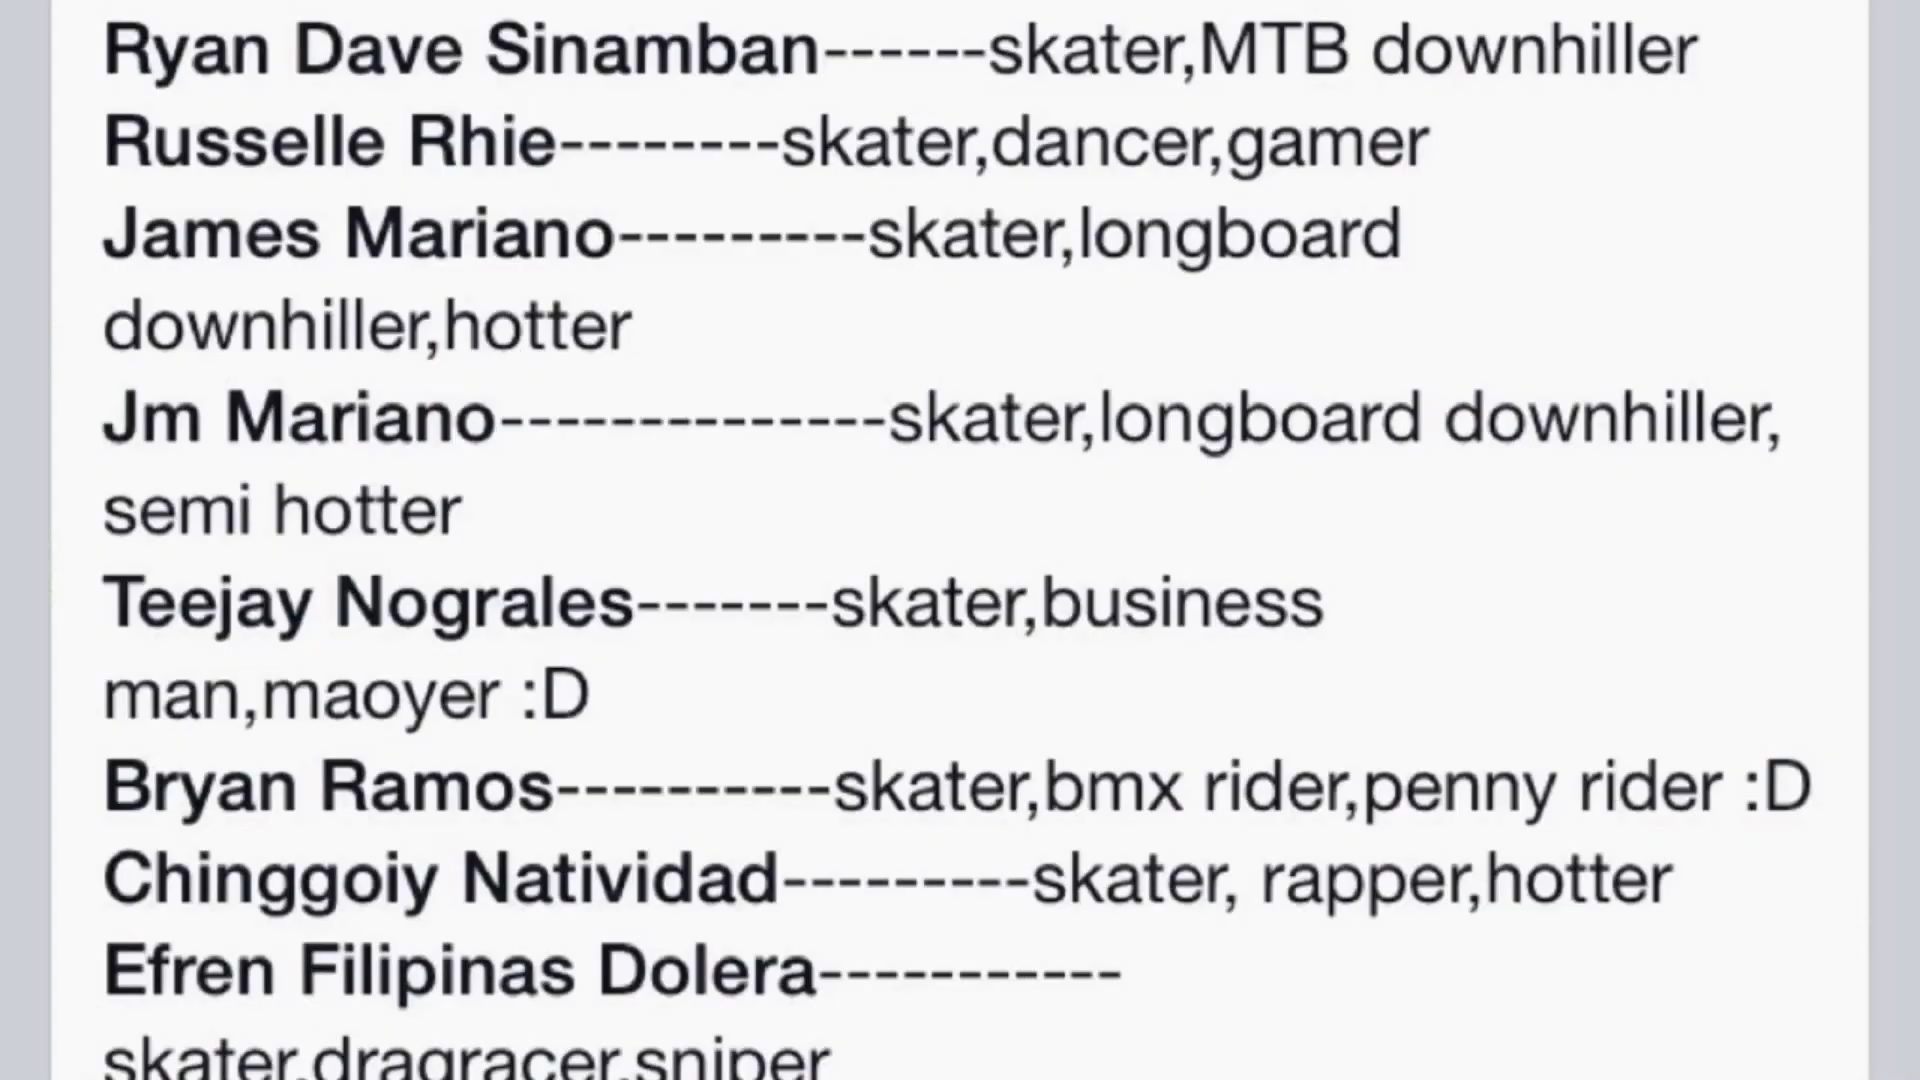 Ryan Dave Sinamban------skater,MTB downhiller
Russelle Rhie--------skater,dancer,gamer
James Mariano---------skater,longboard
downhiller,hotter
Jm Mariano--------------skater,longboard downhiller,
semi hotter
Teejay Nograles-------skater,business
man,maoyer :D
Bryan Ramos----------skater,bmx rider,penny rider :D
Chinggoiy Natividad---------skater, rapper,hotter
Efren Filipinas Dolera-----------
skater,dragracer,sniper